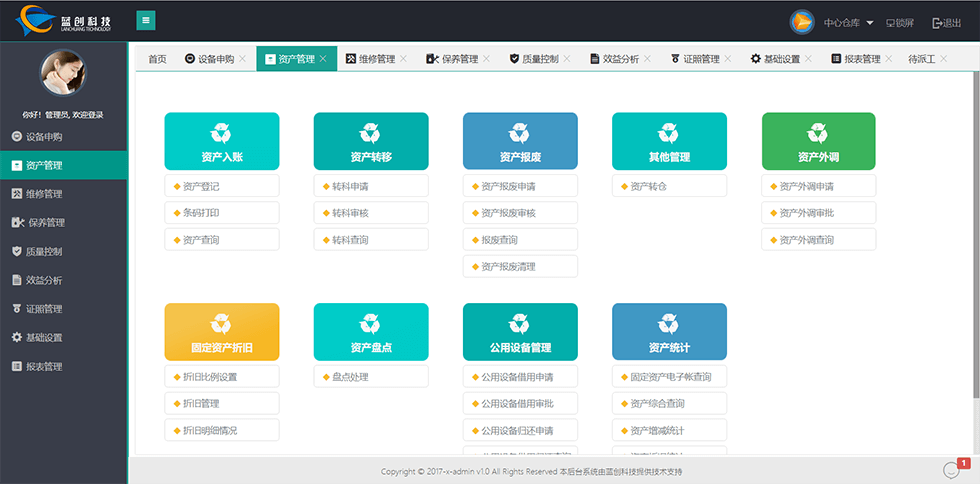 蓝创科技
LANCHUANG TECHNOLOGY
中心仓库
锁屏
退出
你好！管理员, 欢迎登录
设备申购
资产管理
维修管理
保养管理
质量控制
效益分析
证照管理
基础设置
报表管理
首页
设备申购
资产管理
维修管理
保养管理
质量控制
效益分析
证照管理
基础设置
报表管理
待派工
资产入账
资产登记
条码打印
资产查询
资产转移
转科申请
转科审核
转科查询
资产报废
资产报废申请
资产报废审核
报废查询
资产报废清理
其他管理
资产转仓
资产外调
资产外调申请
资产外调审批
资产外调查询
固定资产折旧
折旧比例设置
折旧管理
折旧明细情况
资产盘点
盘点处理
公用设备管理
公用设备借用申请
公用设备借用审批
公用设备归还申请
资产统计
固定资产电子帐查询
资产综合查询
资产增减统计
Copyright © 2017-x-admin v1.0 All Rights Reserved 本后台系统由蓝创科技提供技术支持
1